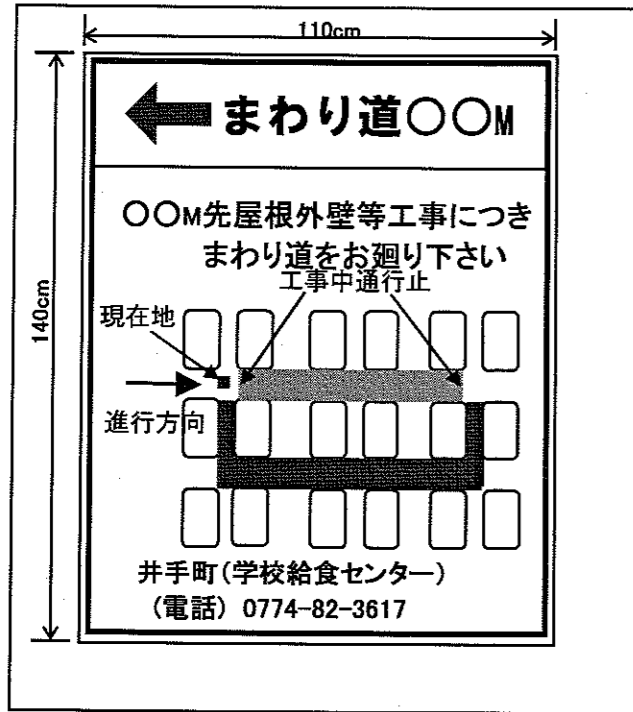 110cm
140cm
まわり道○○M
○○M先屋根外壁等工事につき
まわり道をお廻り下さい
工事中通行止
現在地
進行方向
井手町(学校給食センター)
(電話) 0774-82-3617